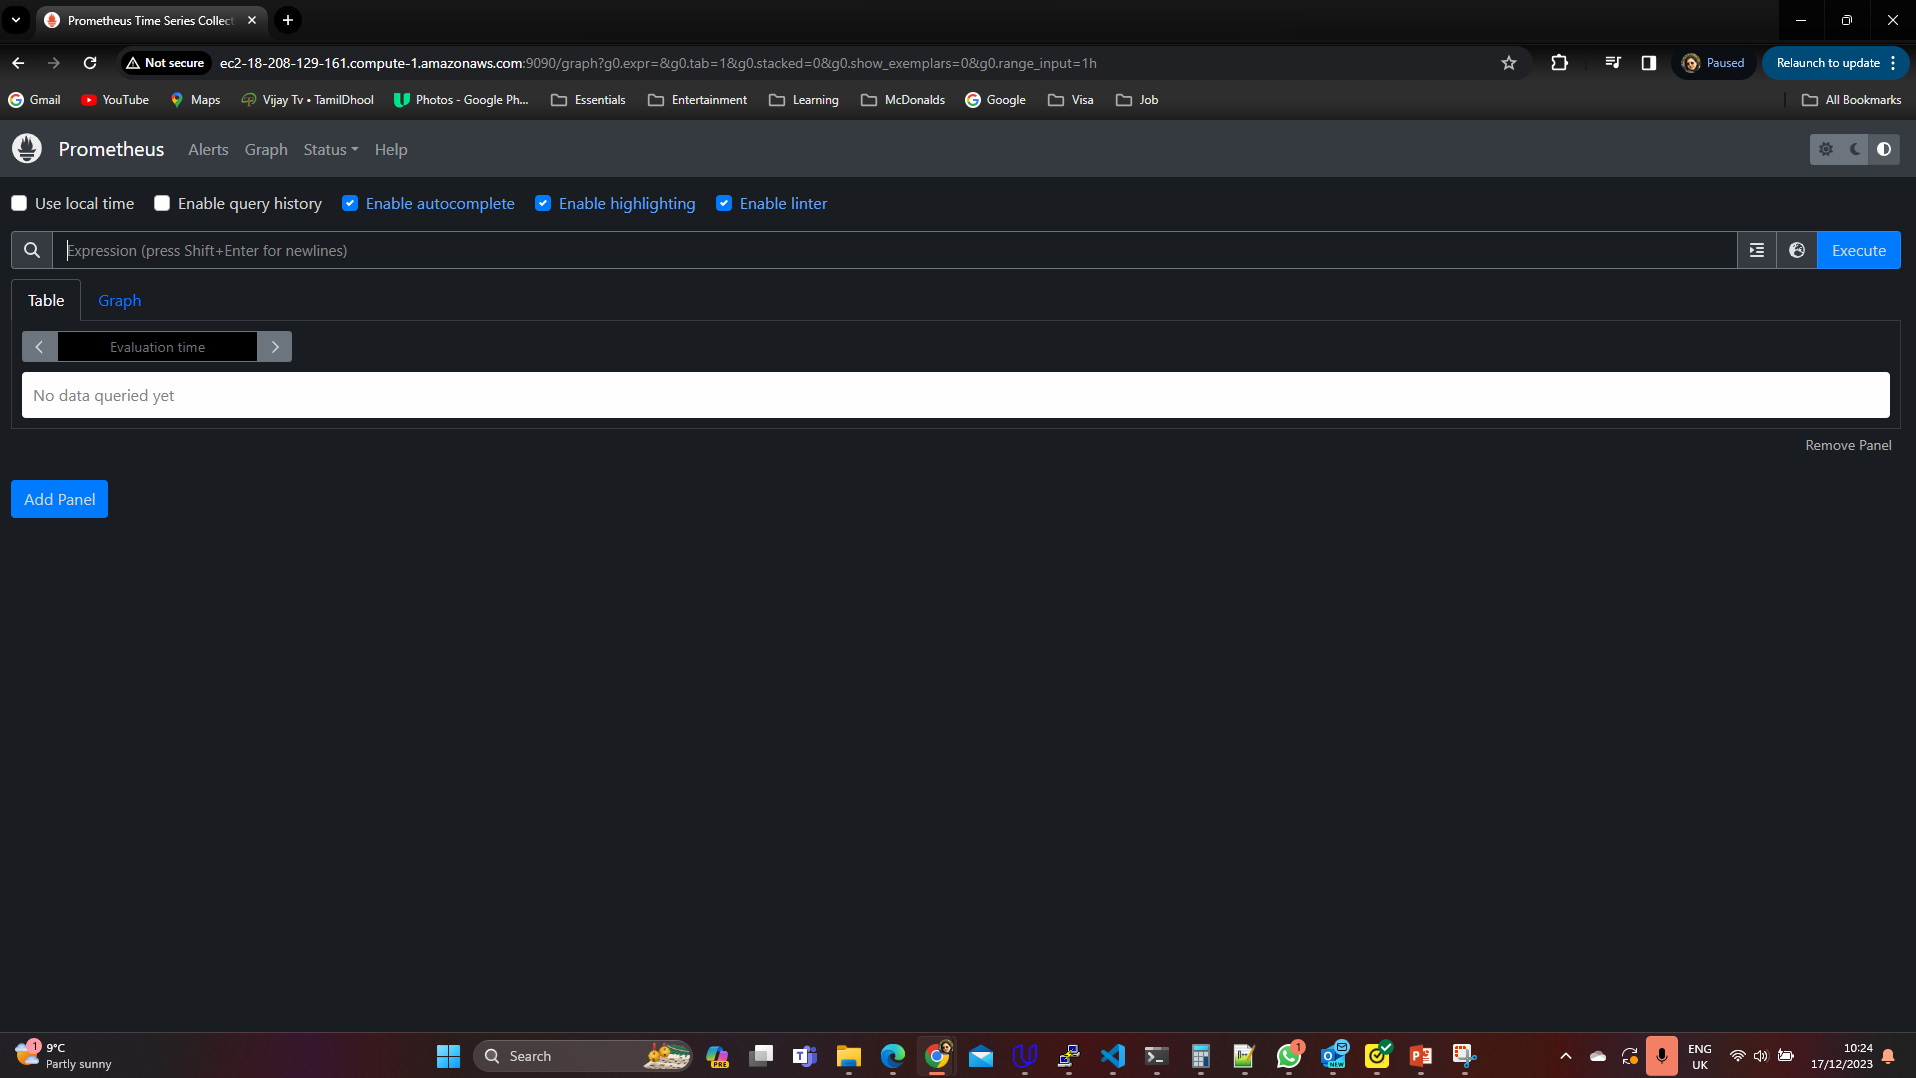 Prometheus Time Series Collect
Not secure ec2-18-208-129-161.compute-1.amazonaws.com:9090/graph?g0.expr=&g0.tab=1&g0.stacked=0&g0.show_exemplars=0&g0.range_input=1h Paused Relaunch to update
Gmail YouTube Maps Vijay Tv • TamilDhool Photos - Google Ph... Essentials Entertainment Learning McDonalds Google Visa Job All Bookmarks
Prometheus Alerts Graph Status Help
Use local time Enable query history Enable autocomplete Enable highlighting Enable linter
Expression (press Shift+Enter for newlines) Execute
Table Graph
Evaluation time
No data queried yet
Remove Panel
Add Panel
1 9°C
Partly sunny
Search
PRE
1
NEW
ENG
UK
10:24
17/12/2023